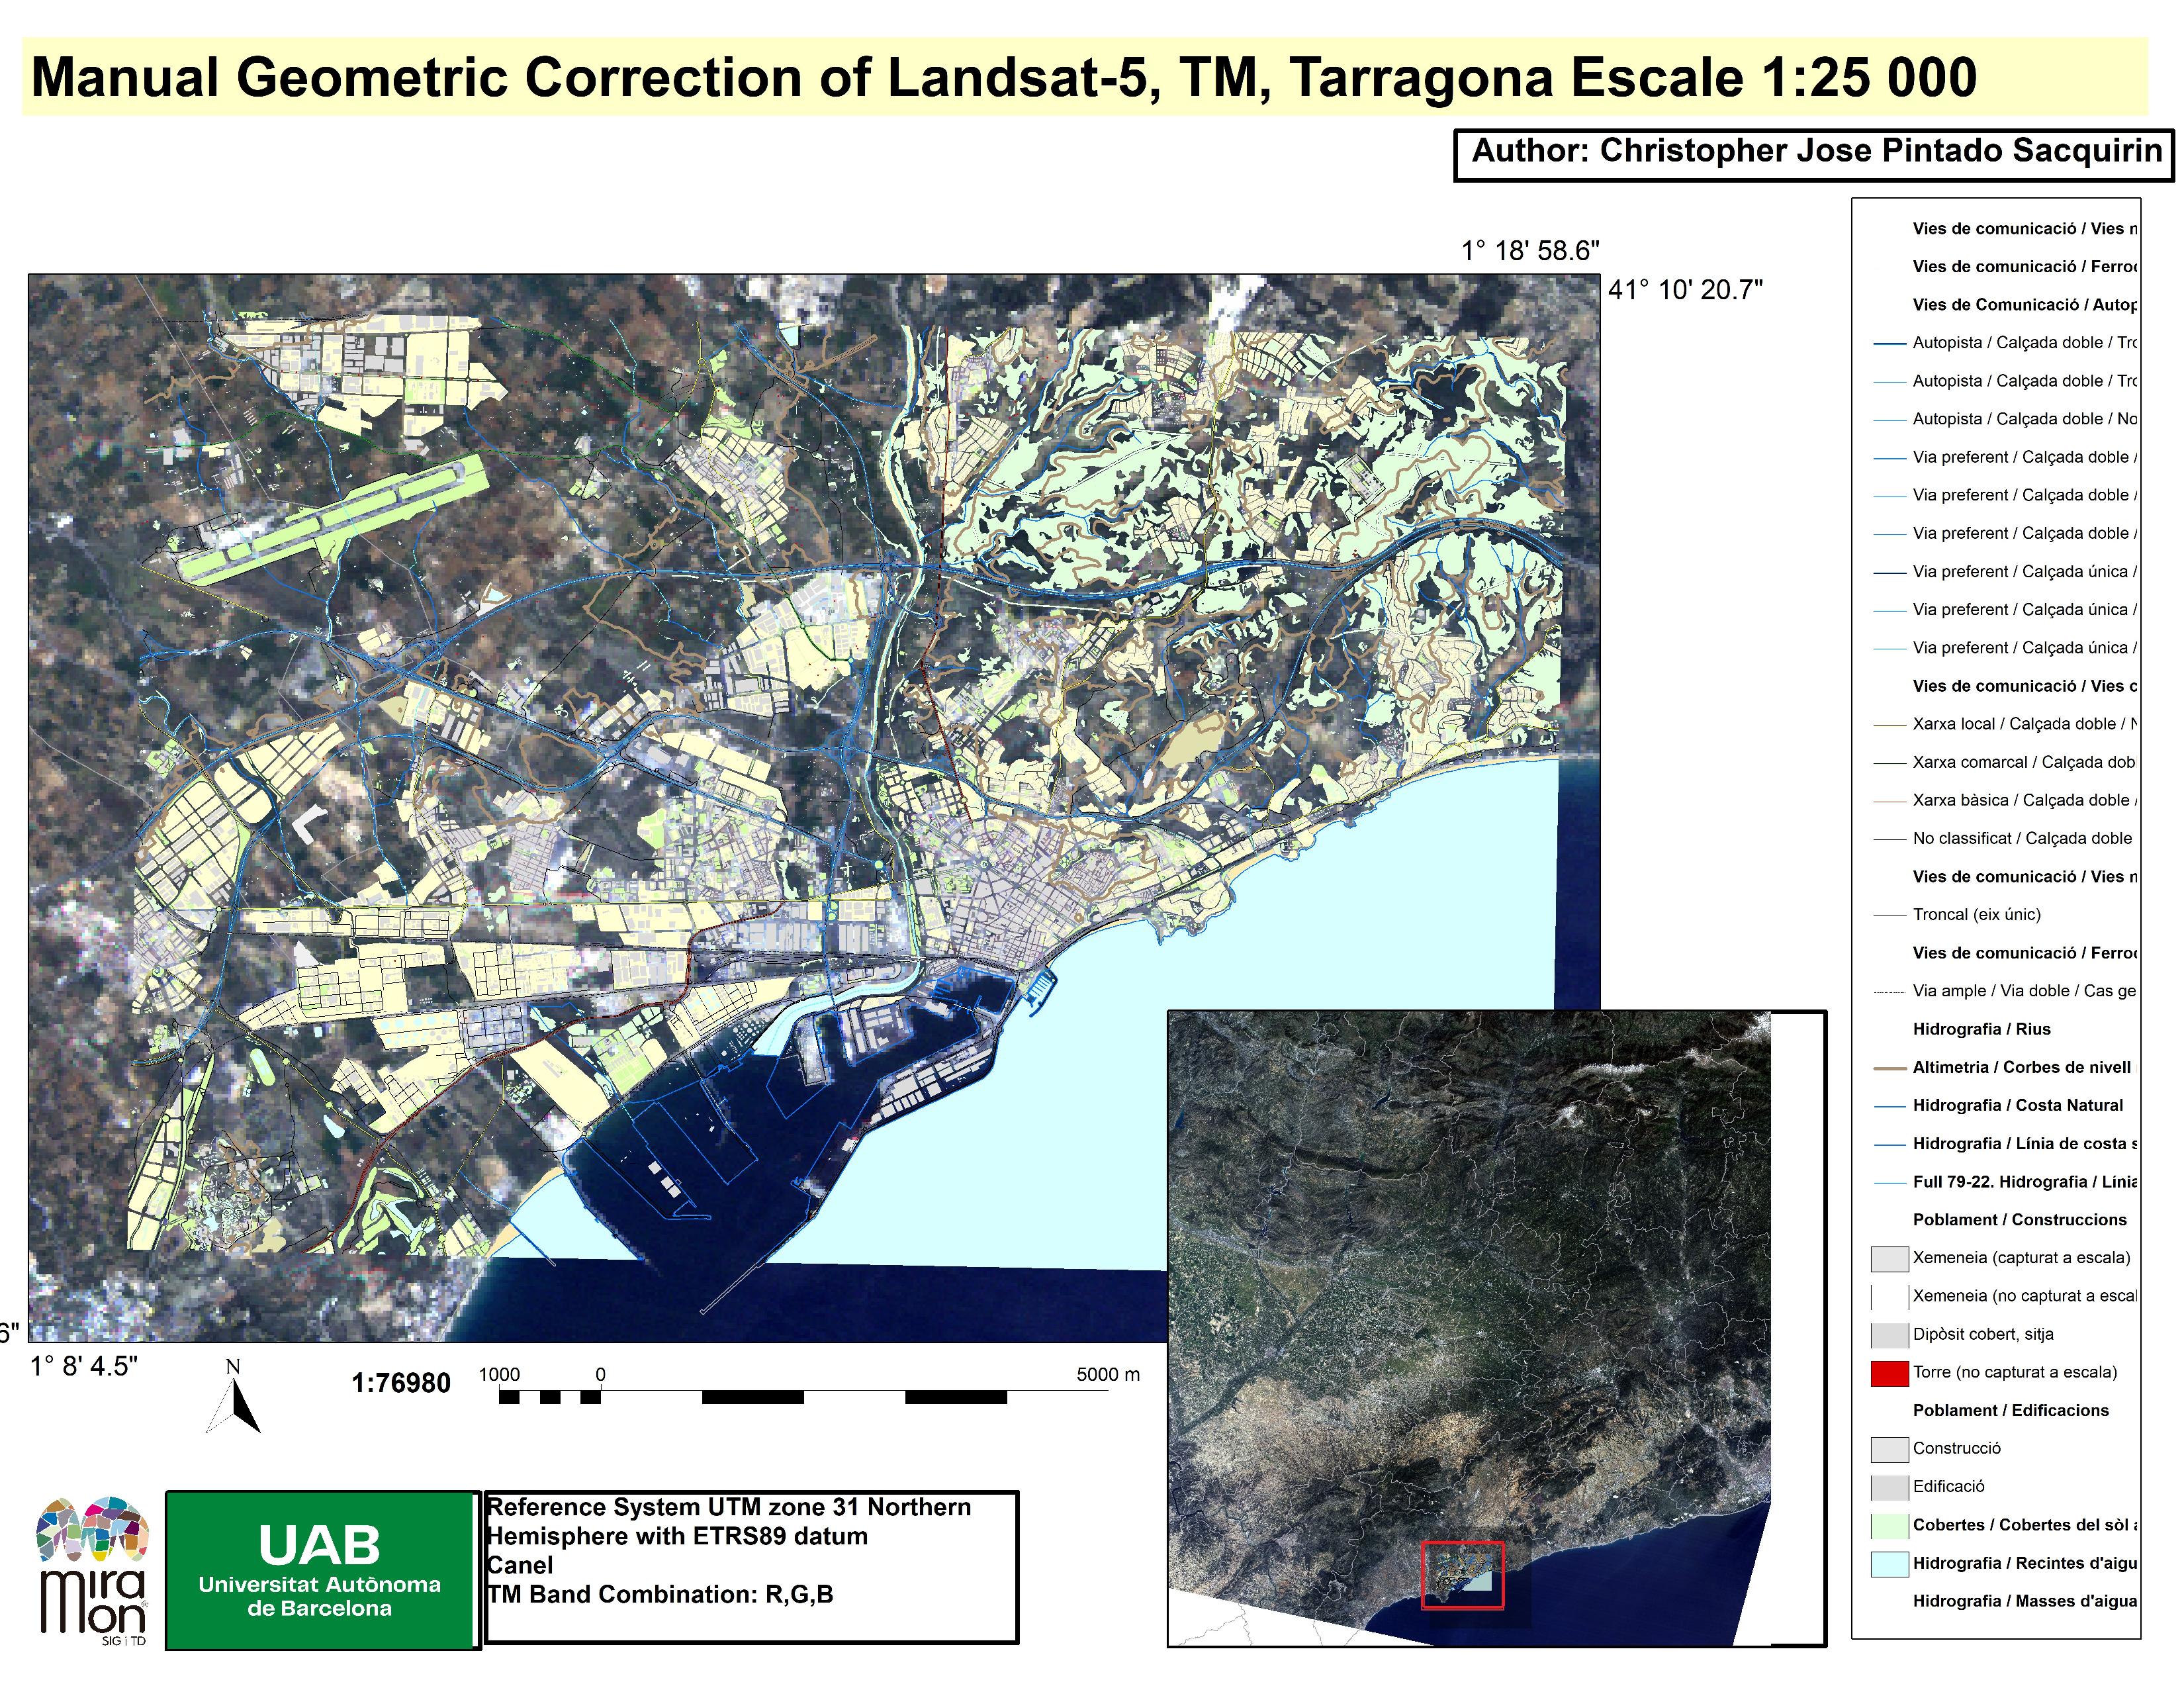 Manual Geometric Correction of Landsat-5, TM, Tarragona Escale 1:25 000
Author: Christopher Jose Pintado Sacquirin
1° 18' 58.6"
41° 10' 20.7"
6"
1° 8' 4.5"
N
1:76980
1000 0 5000 m
mira
mon
SIG i TD
UAB
Universitat Autònoma
de Barcelona
Reference System UTM zone 31 Northern
Hemisphere with ETRS89 datum
Canel
TM Band Combination: R,G,B
Vies de comunicació / Vies
Vies de comunicació / Ferro
Vies de Comunicació / Autop
Autopista / Calçada doble / Tro
Autopista / Calçada doble / Tro
Autopista / Calçada doble / No
Via preferent / Calçada doble /
Via preferent / Calçada doble /
Via preferent / Calçada doble /
Via preferent / Calçada única /
Via preferent / Calçada única /
Via preferent / Calçada única /
Vies de comunicació / Vies c
Xarxa local / Calçada doble / N
Xarxa comarcal / Calçada dob
Xarxa bàsica / Calçada doble /
No classificat / Calçada doble
Vies de comunicació / Vies
Troncal (eix únic)
Vies de comunicació / Ferro
Via ample / Via doble / Cas ge
Hidrografia / Rius
Altimetria / Corbes de nivell
Hidrografia / Costa Natural
Hidrografia / Línia de costa s
Full 79-22. Hidrografia / Línia
Poblament / Construccions
Xemeneia (capturat a escala)
Xemeneia (no capturat a escal
Dipòsit cobert, sitja
Torre (no capturat a escala)
Poblament / Edificacions
Construcció
Edificació
Cobertes / Cobertes del sòl a
Hidrografia / Recintes d'aigu
Hidrografia / Masses d'aigua